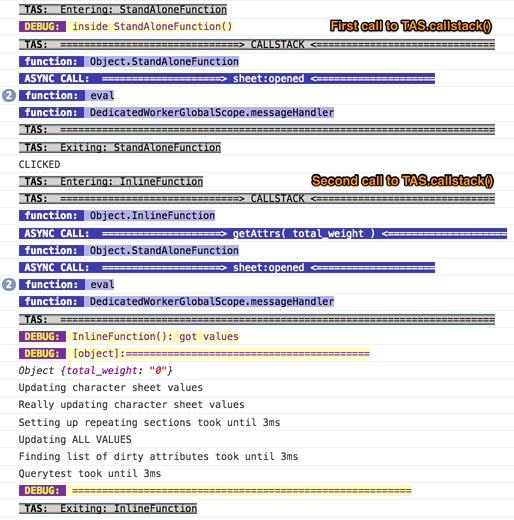 TAS: Entering: StandAloneFunction
DEBUG: inside StandAloneFunction() First call to TAS.callstack()
TAS: ==============================> CALLSTACK <==============================
function: Object.StandAloneFunction
ASYNC CALL: ====================> sheet:opened <====================
2 function: eval
function: DedicatedWorkerGlobalScope.messageHandler
TAS: =========================================================================
TAS: Exiting: StandAloneFunction
CLICKED
TAS: Entering: InlineFunction Second call to TAS.callstack()
TAS: ==============================> CALLSTACK <==============================
function: Object.InlineFunction
ASYNC CALL: ====================> getAttrs( total_weight ) <====================
function: Object.StandAloneFunction
ASYNC CALL: ====================> sheet:opened <====================
2 function: eval
function: DedicatedWorkerGlobalScope.messageHandler
TAS: =========================================================================
DEBUG: InlineFunction(): got values
DEBUG: [object]:=========================================
Object {total_weight: "0"}
Updating character sheet values
Really updating character sheet values
Setting up repeating sections took until 3ms
Updating ALL VALUES
Finding list of dirty attributes took until 3ms
Querytest took until 3ms
DEBUG: =========================================================
TAS: Exiting: InlineFunction